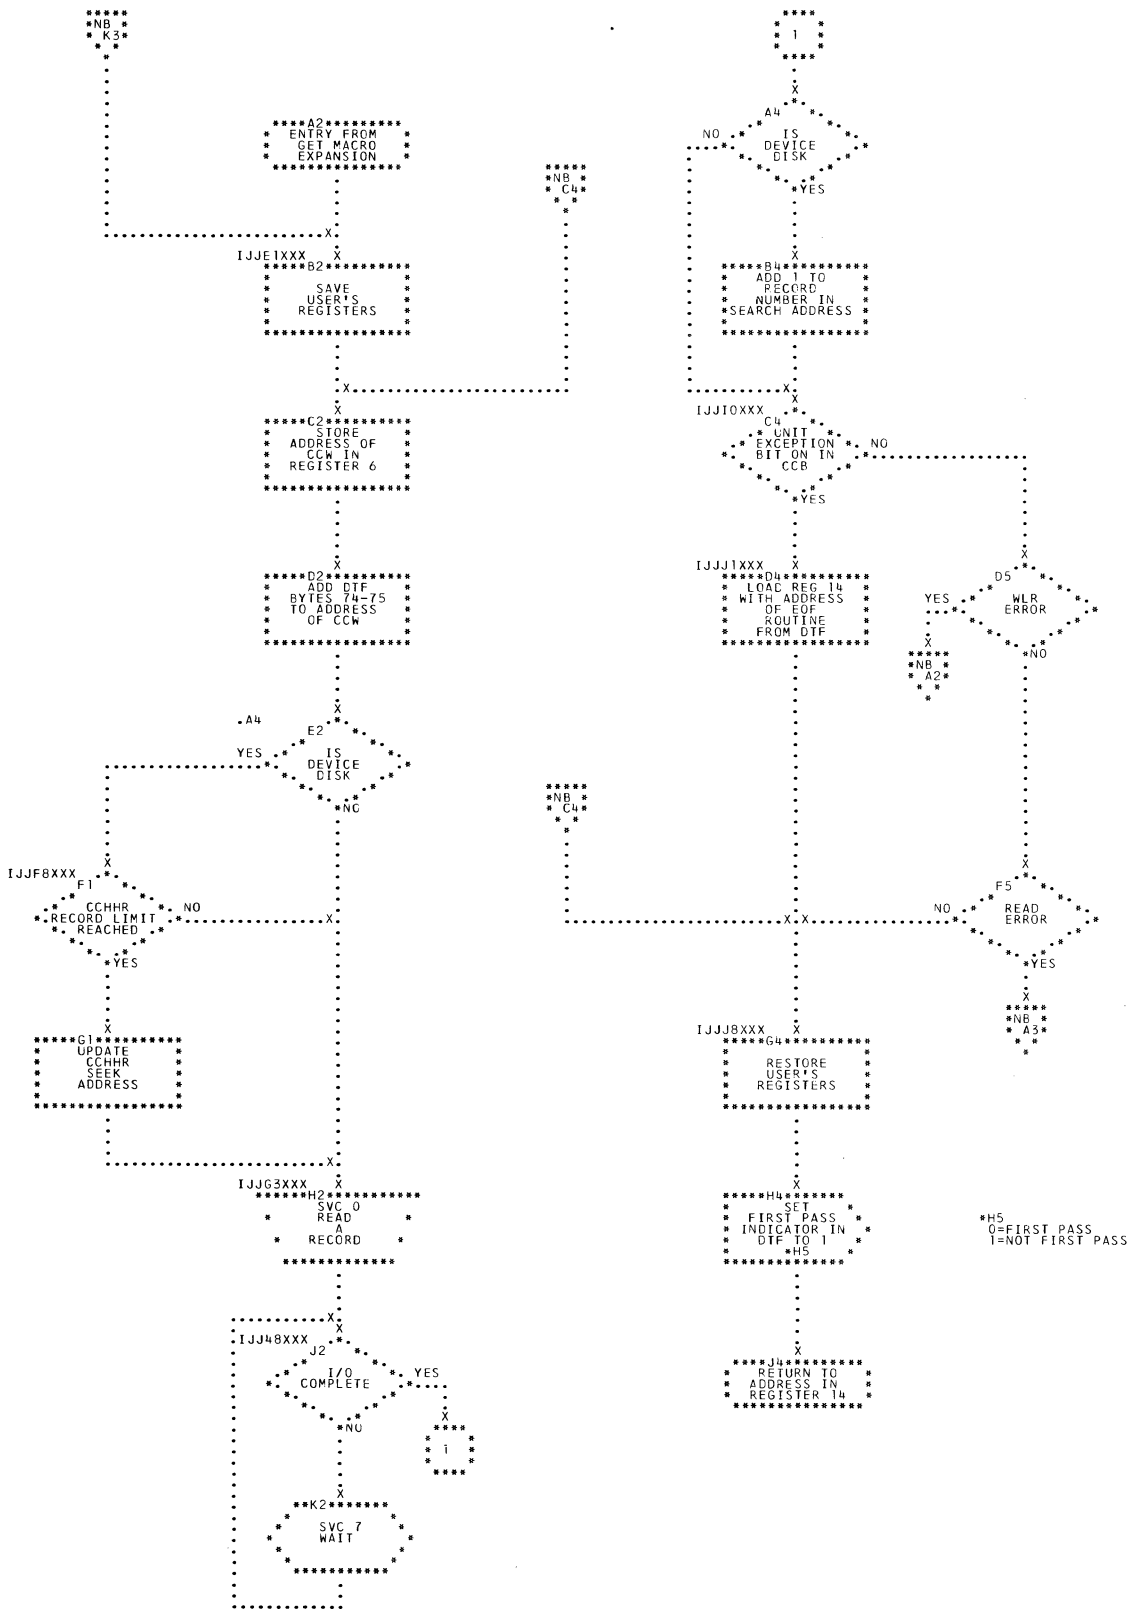 NB
K3
A2
ENTRY FROM
GET MACRO
EXPANSION
NB
C4
IJJE1XXX
B2
SAVE
USER'S
REGISTERS
C2
STORE
ADDRESS OF
CCW IN
REGISTER 6
D2
ADD DTF
BYTES 74-75
TO ADDRESS
OF CCW
.A4
E2
YES
IS
DEVICE
DISK
NO
IJJF8XXX
F1
CCHHR
RECORD LIMIT
REACHED
NO
YES
G1
UPDATE
CCHHR
SEEK
ADDRESS
IJJG3XXX
H2
SVC 0
READ
A
RECORD
IJJ48XXX
J2
I/O
COMPLETE
YES
NO
1
K2
SVC 7
WAIT
1
A4
NO
IS
DEVICE
DISK
YES
B4
ADD 1 TO
RECORD
NUMBER IN
SEARCH ADDRESS
IJJI0XXX
C4
UNIT
EXCEPTION
BIT ON IN
CCB
NO
YES
IJJJ1XXX
D4
LOAD REG 14
WITH ADDRESS
OF EOF
ROUTINE
FROM DTF
D5
YES
WLR
ERROR
NO
NB
A2
NB
C4
F5
NO
READ
ERROR
YES
NB
A3
IJJJ8XXX
G4
RESTORE
USER'S
REGISTERS
H4
SET
FIRST PASS
INDICATOR IN
DTF TO 1
*H5
*H5
0=FIRST PASS
1=NOT FIRST PASS
J4
RETURN TO
ADDRESS IN
REGISTER 14